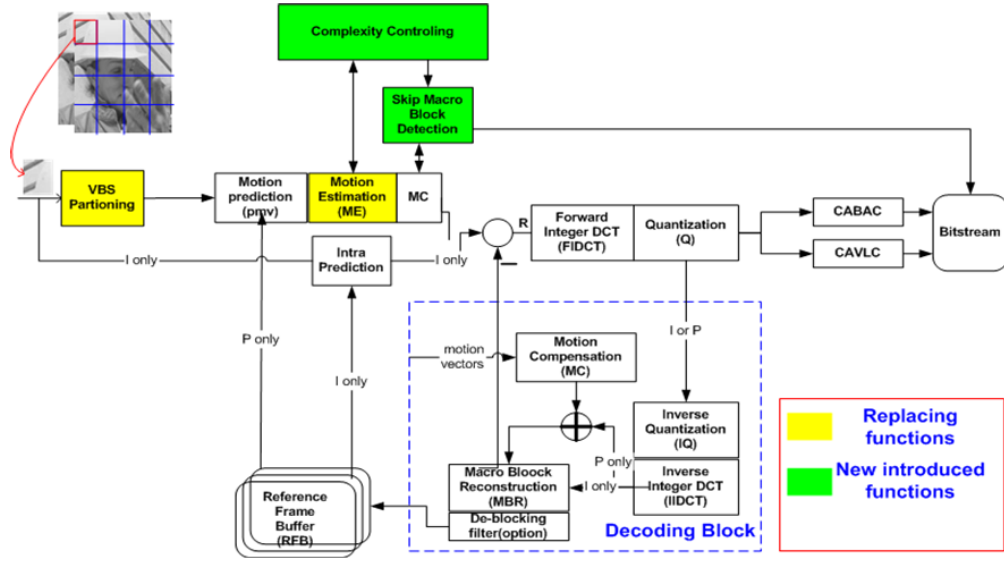 Complexity Controling
Skip Macro
Block
Detection
VBS
Partioning
Motion
prediction
(pmv)
Motion
Estimation
(ME)
MC
Intra
Prediction
I only
I only
R
Forward
Integer DCT
(FIDCT)
Quantization
(Q)
CABAC
CAVLC
Bitstream
P only
I only
I or P
motion
vectors
Motion
Compensation
(MC)
Inverse
Quantization
(IQ)
P only
I only
Inverse
Integer DCT
(IIDCT)
Macro Bloock
Reconstruction
(MBR)
De-blocking
filter(option)
Decoding Block
Reference
Frame
Buffer
(RFB)
Replacing
functions
New introduced
functions